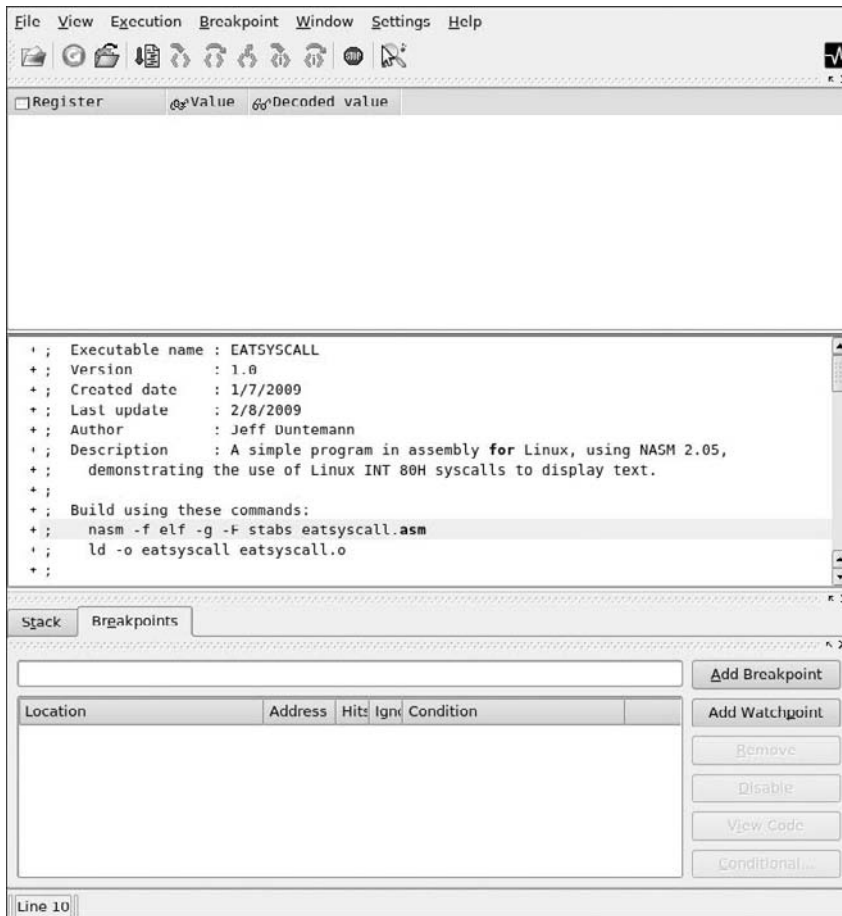 File View Execution Breakpoint Window Settings Help
STOP
Register Value Decoded value
+ ; Executable name : EATSYSCALL
+ ; Version : 1.0
+ ; Created date : 1/7/2009
+ ; Last update : 2/8/2009
+ ; Author : Jeff Duntemann
+ ; Description : A simple program in assembly for Linux, using NASM 2.05,
+ ; demonstrating the use of Linux INT 80H syscalls to display text.
+ ;
+ ; Build using these commands:
+ ; nasm -f elf -g -F stabs eatsyscall.asm
+ ; ld -o eatsyscall eatsyscall.o
+ ;
Stack Breakpoints
Add Breakpoint
Location Address Hits Igno Condition
Add Watchpoint
Remove
Disable
View Code
Conditional...
Line 10